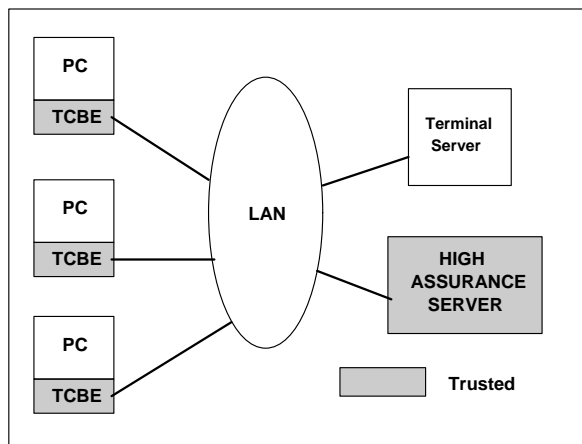 PC
TCBE
PC
TCBE
PC
TCBE
LAN
Terminal
Server
HIGH
ASSURANCE
SERVER
Trusted